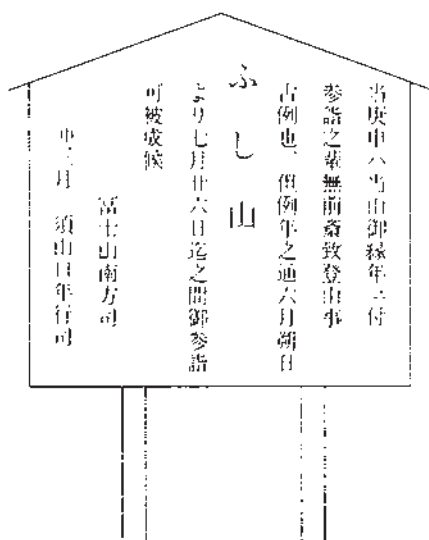 当庚申ハ当山御縁年ニ付
参詣之輩無前斎致登山事
古例也、但例年之通六月朔日
ふし山
より七月廿六日迄之間御参詣
可被成候
冨士山南方司
申三月 須山口年行司